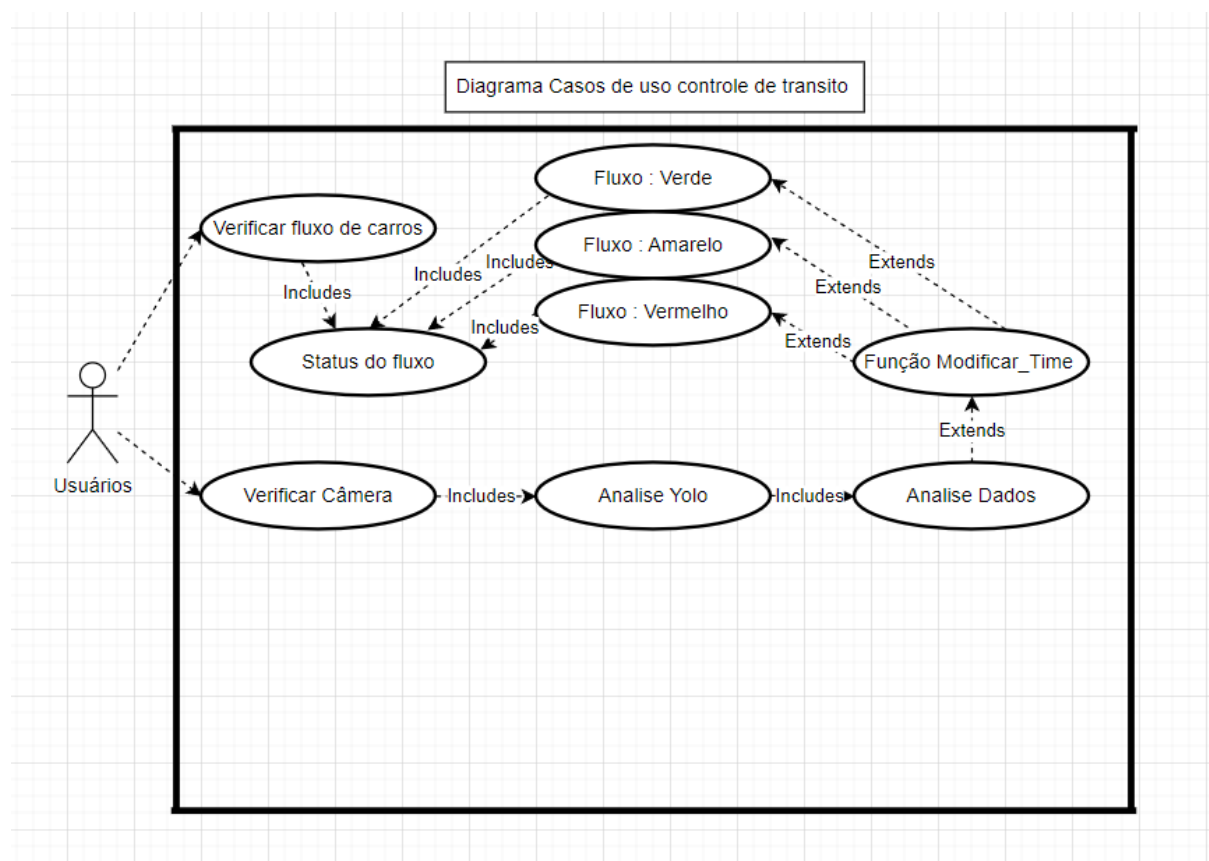 Diagrama Casos de uso controle de transito
Fluxo : Verde
Verificar fluxo de carros
Fluxo : Amarelo
Includes
Includes
Extends
Includes
Extends
Fluxo : Vermelho
Includes
Extends
Status do fluxo
Função Modificar_Time
Extends
Usuários
Verificar Câmera
Includes
Analise Yolo
Includes
Analise Dados